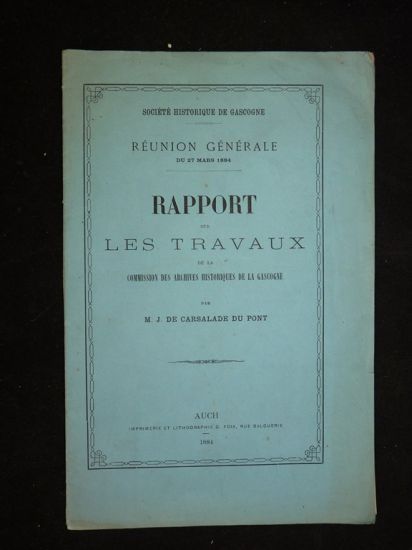 SOCIÉTÉ HISTORIQUE DE GASCOGNE
RÉUNION GÉNÉRALE
DU 27 MARS 1884
RAPPORT
SUR
LES TRAVAUX
DE LA
COMMISSION DES ARCHIVES HISTORIQUES DE LA GASCOGNE
PAR
M. J. DE CARSALADE DU PONT
AUCH
IMPRIMERIE ET LITHOGRAPHIE G. FOIX, RUE BALGUERIE
1884